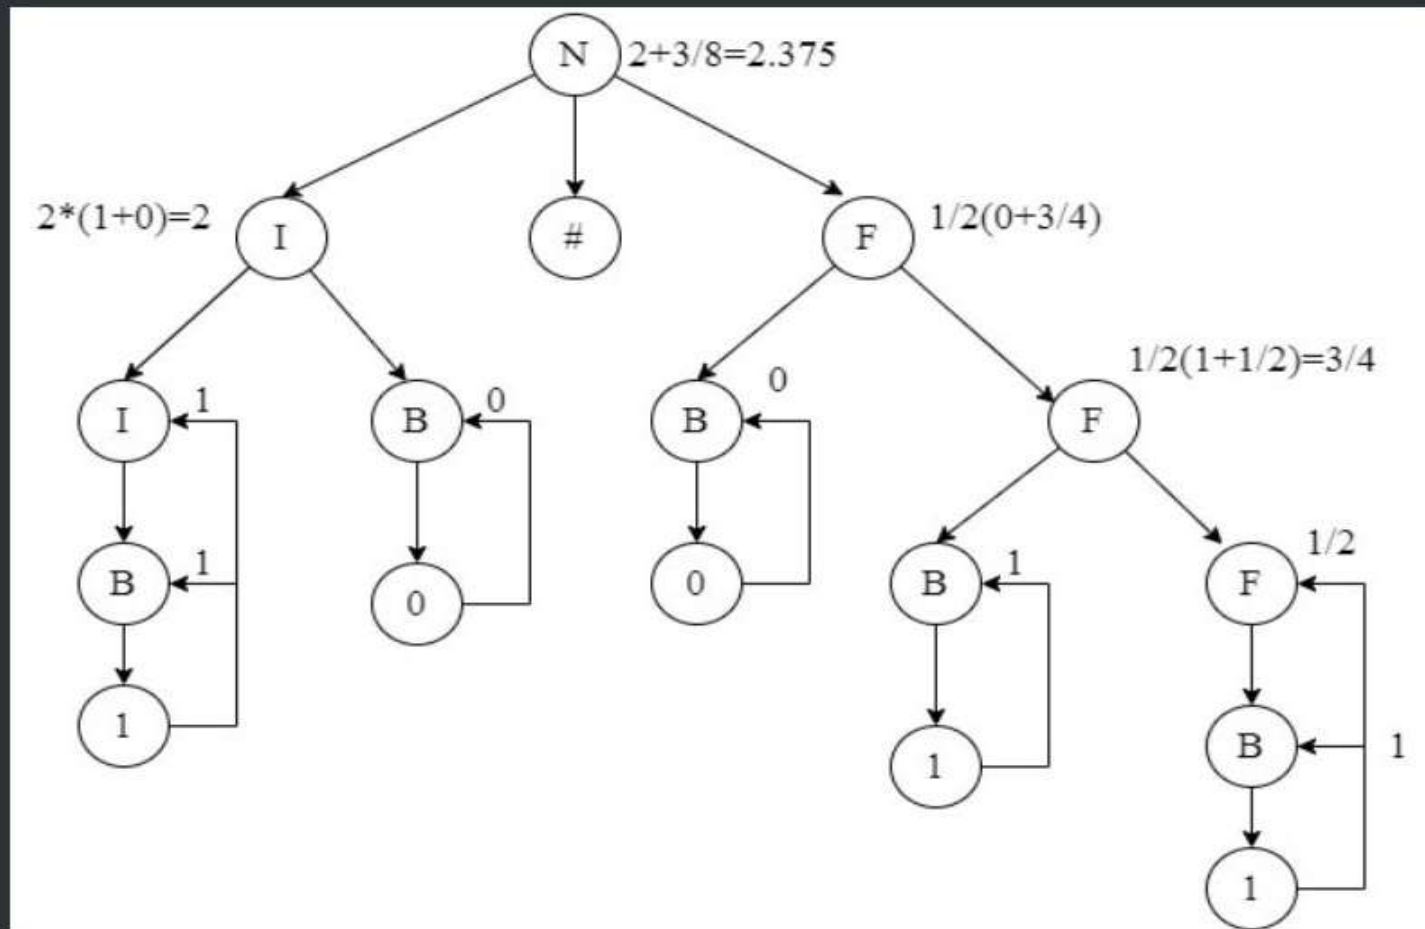 N 2+3/8=2.375
2*(1+0)=2 I # F 1/2(0+3/4)
1/2(1+1/2)=3/4
I 1 B 0 B 0 F
B 1 0 0 B 1 F 1/2
1 1 B 1
1